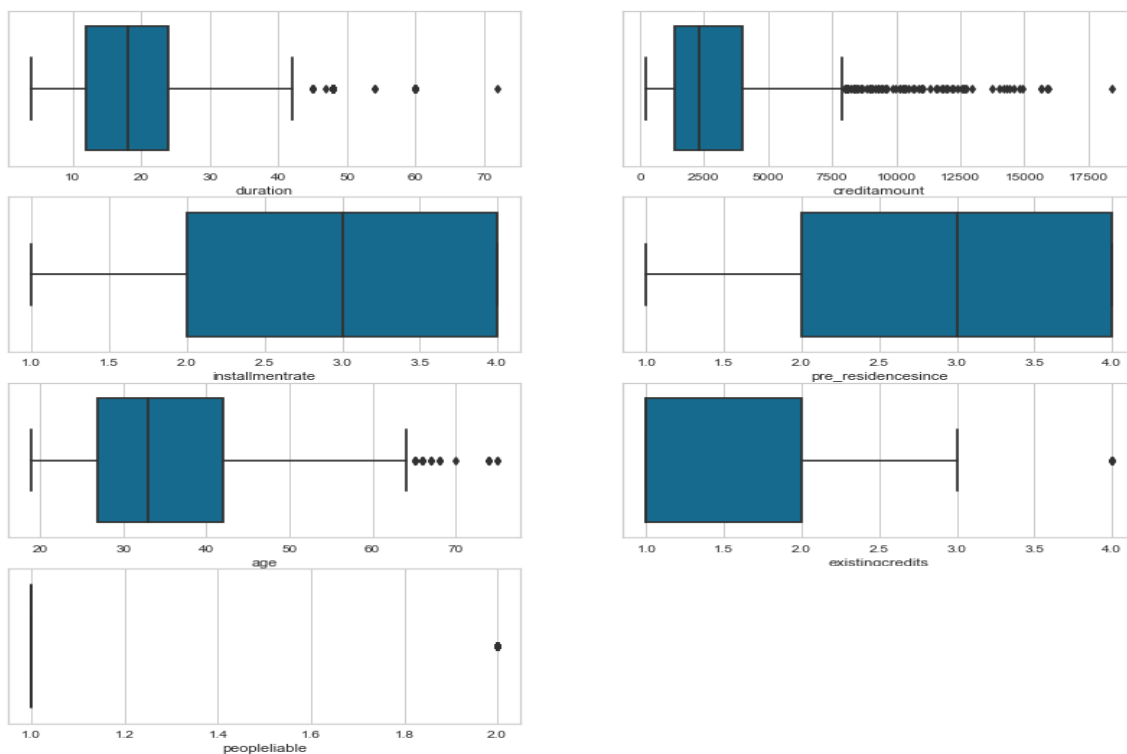 10 20 30 40 50 60 70
duration
0 2500 5000 7500 10000 12500 15000 17500
creditamount
1.0 1.5 2.0 2.5 3.0 3.5 4.0
installmentrate
1.0 1.5 2.0 2.5 3.0 3.5 4.0
pre_residencesince
20 30 40 50 60 70
age
1.0 1.5 2.0 2.5 3.0 3.5 4.0
existingcredits
1.0 1.2 1.4 1.6 1.8 2.0
peopleliable